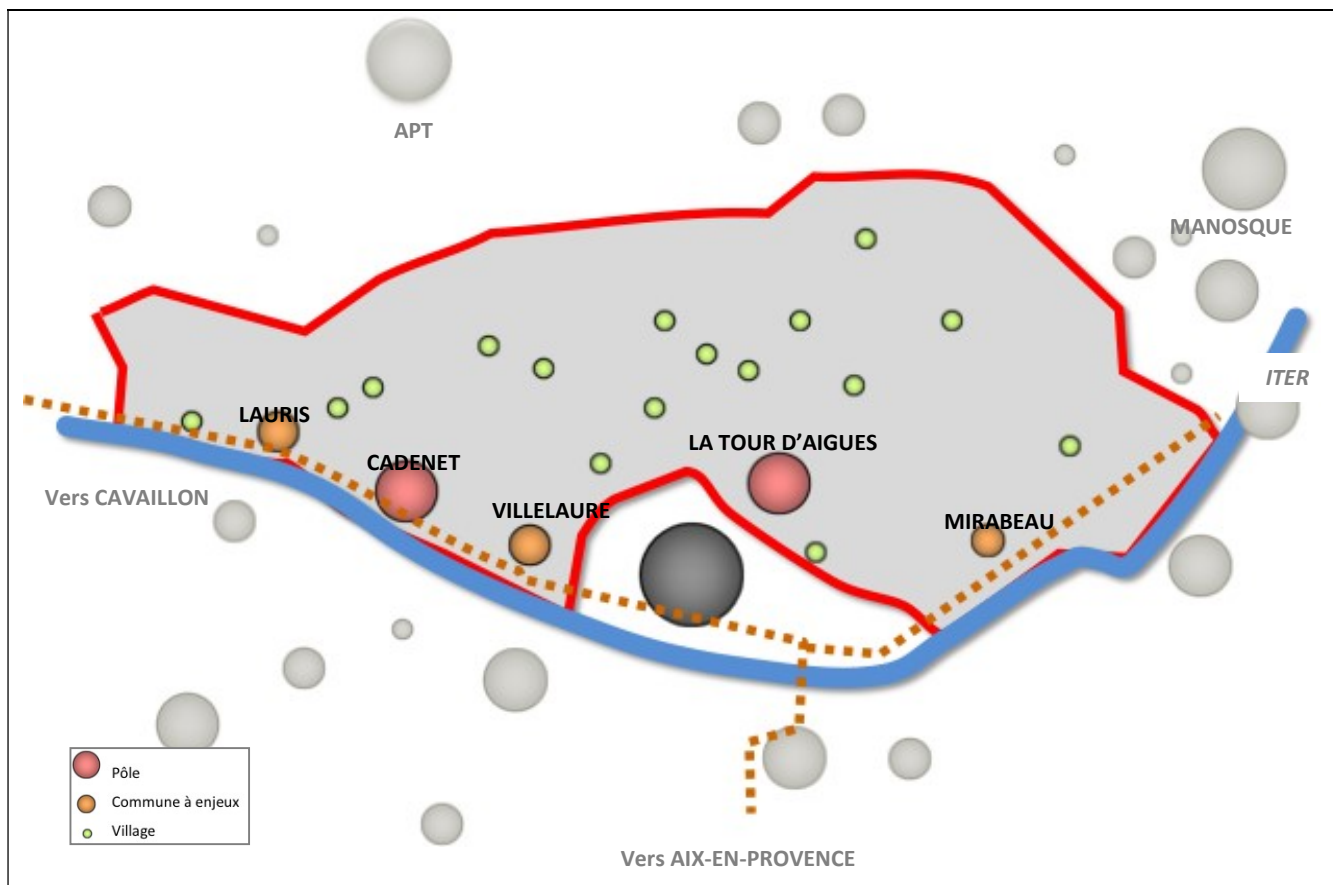 APT
MANOSQUE
ITER
LAURIS
CADENET
LA TOUR D’AIGUES
Vers CAVAILLON
VILLELAURE
MIRABEAU
Pôle
Commune à enjeux
Village
Vers AIX-EN-PROVENCE